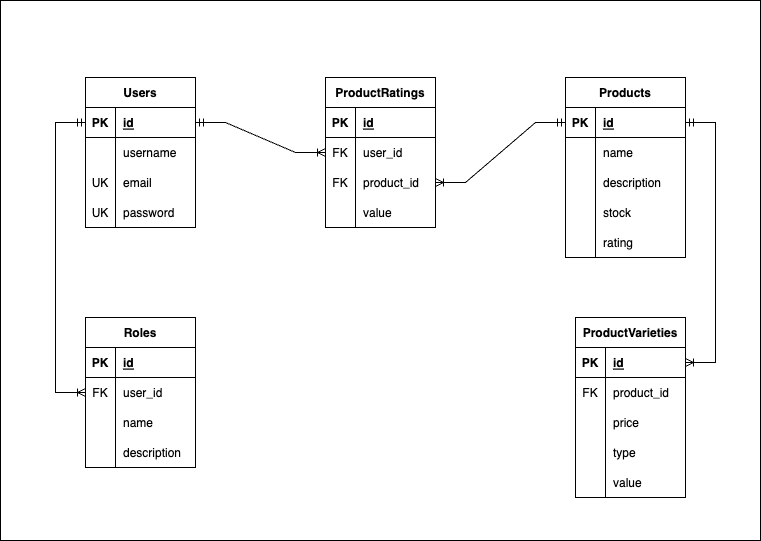 Users
PK id
username
UK email
UK password
ProductRatings
PK id
FK user_id
FK product_id
value
Products
PK id
name
description
stock
rating
Roles
PK id
FK user_id
name
description
ProductVarieties
PK id
FK product_id
price
type
value